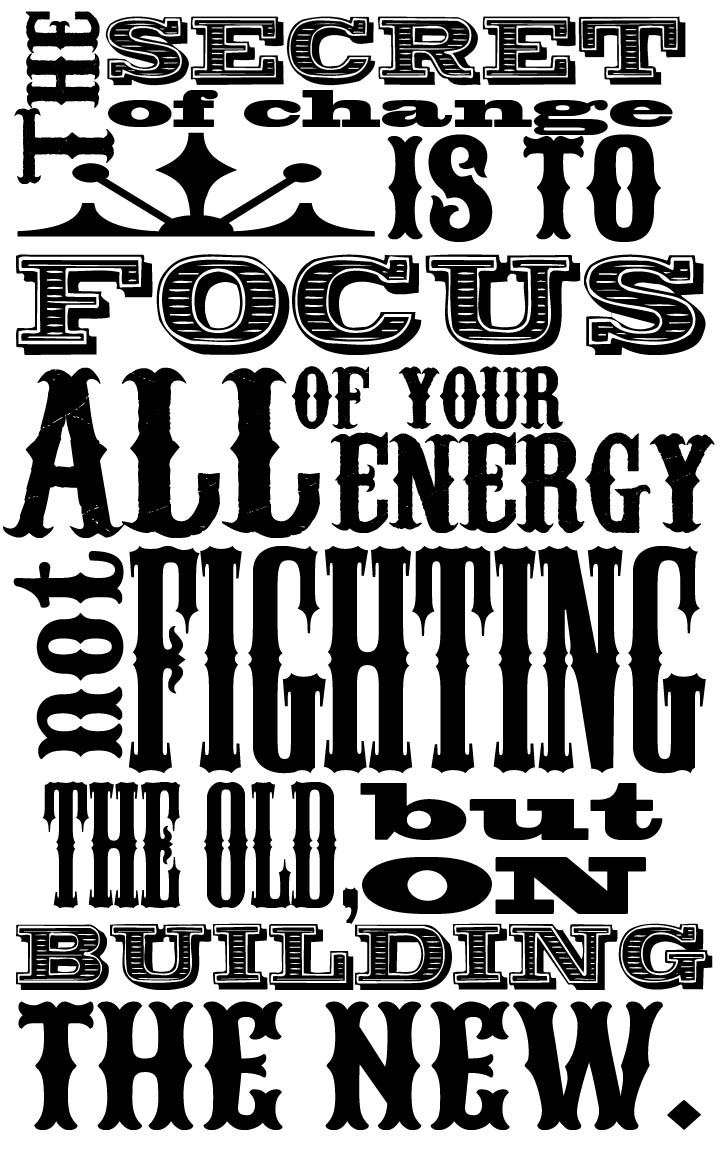 THE SECRET
of change
IS TO
FOCUS
ALL OF YOUR
ENERGY
not FIGHTING
THE OLD, but
ON
BUILDING
THE NEW.